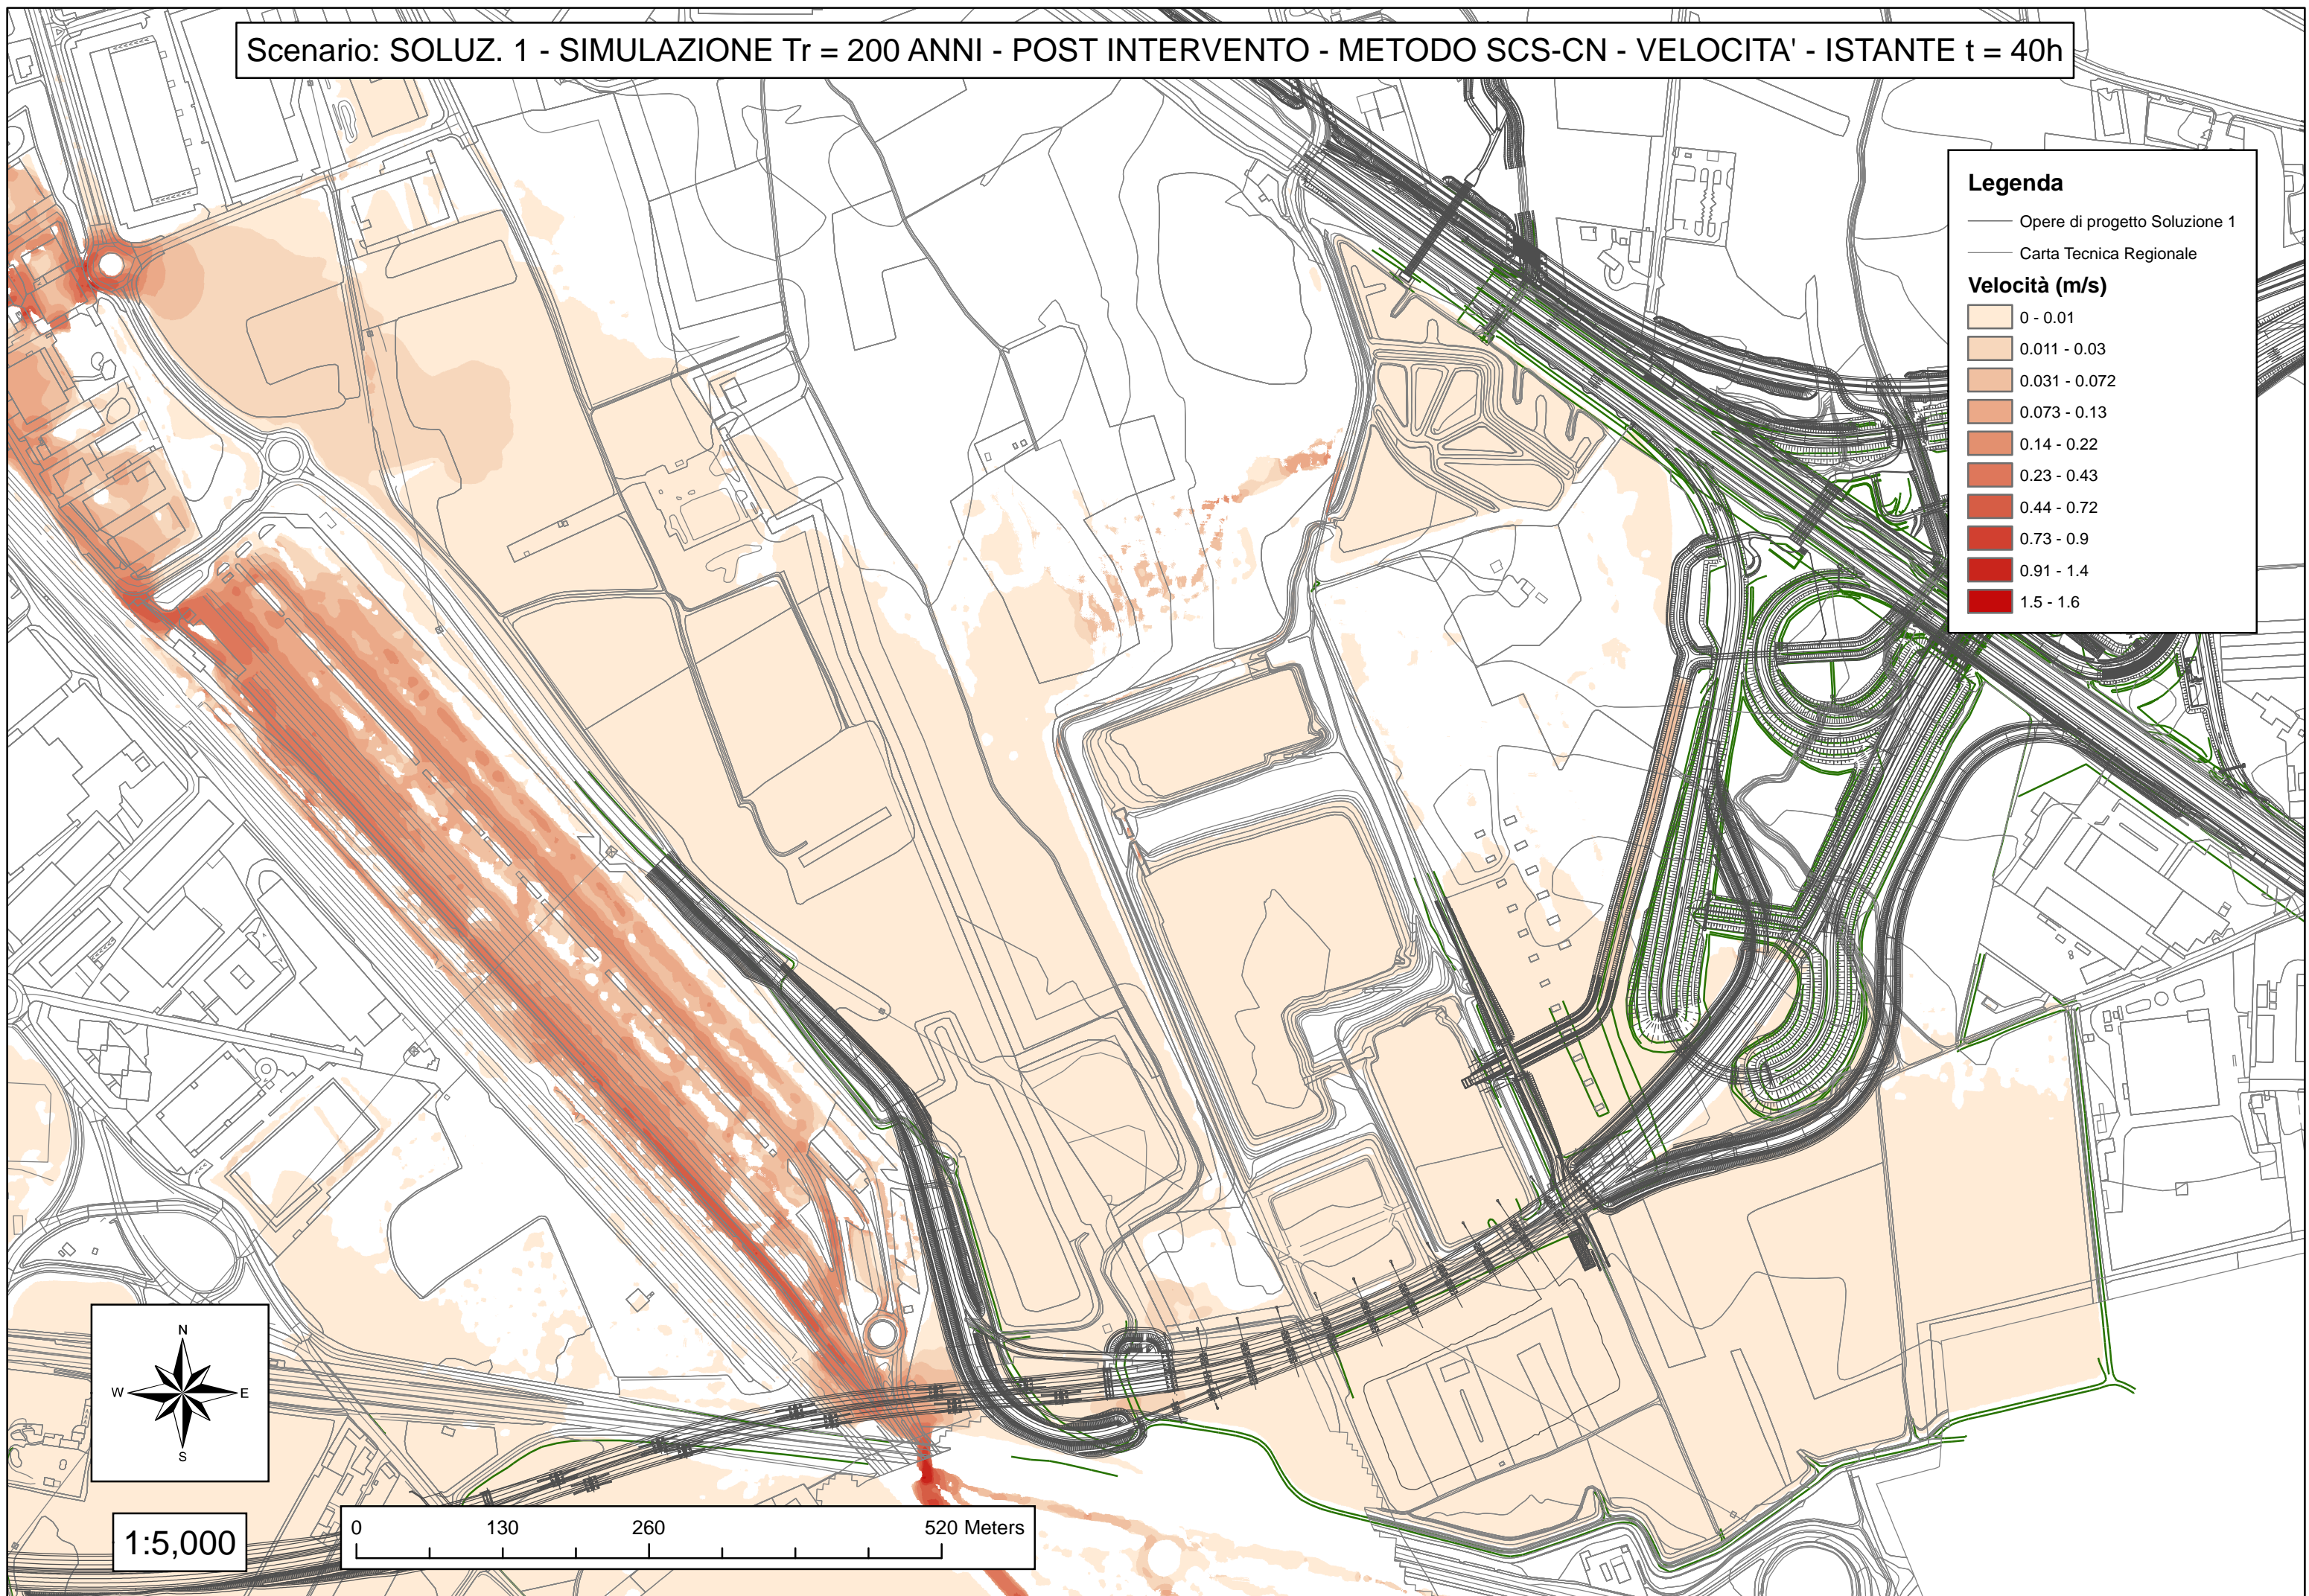 Scenario: SOLUZ. 1 - SIMULAZIONE Tr = 200 ANNI - POST INTERVENTO - METODO SCS-CN - VELOCITA' - ISTANTE t = 40h
Legenda
Opere di progetto Soluzione 1
Carta Tecnica Regionale
Velocità (m/s)
0 - 0.01
0.011 - 0.03
0.031 - 0.072
0.073 - 0.13
0.14 - 0.22
0.23 - 0.43
0.44 - 0.72
0.73 - 0.9
0.91 - 1.4
1.5 - 1.6
N
W E
S
1:5,000
0 130 260 520 Meters